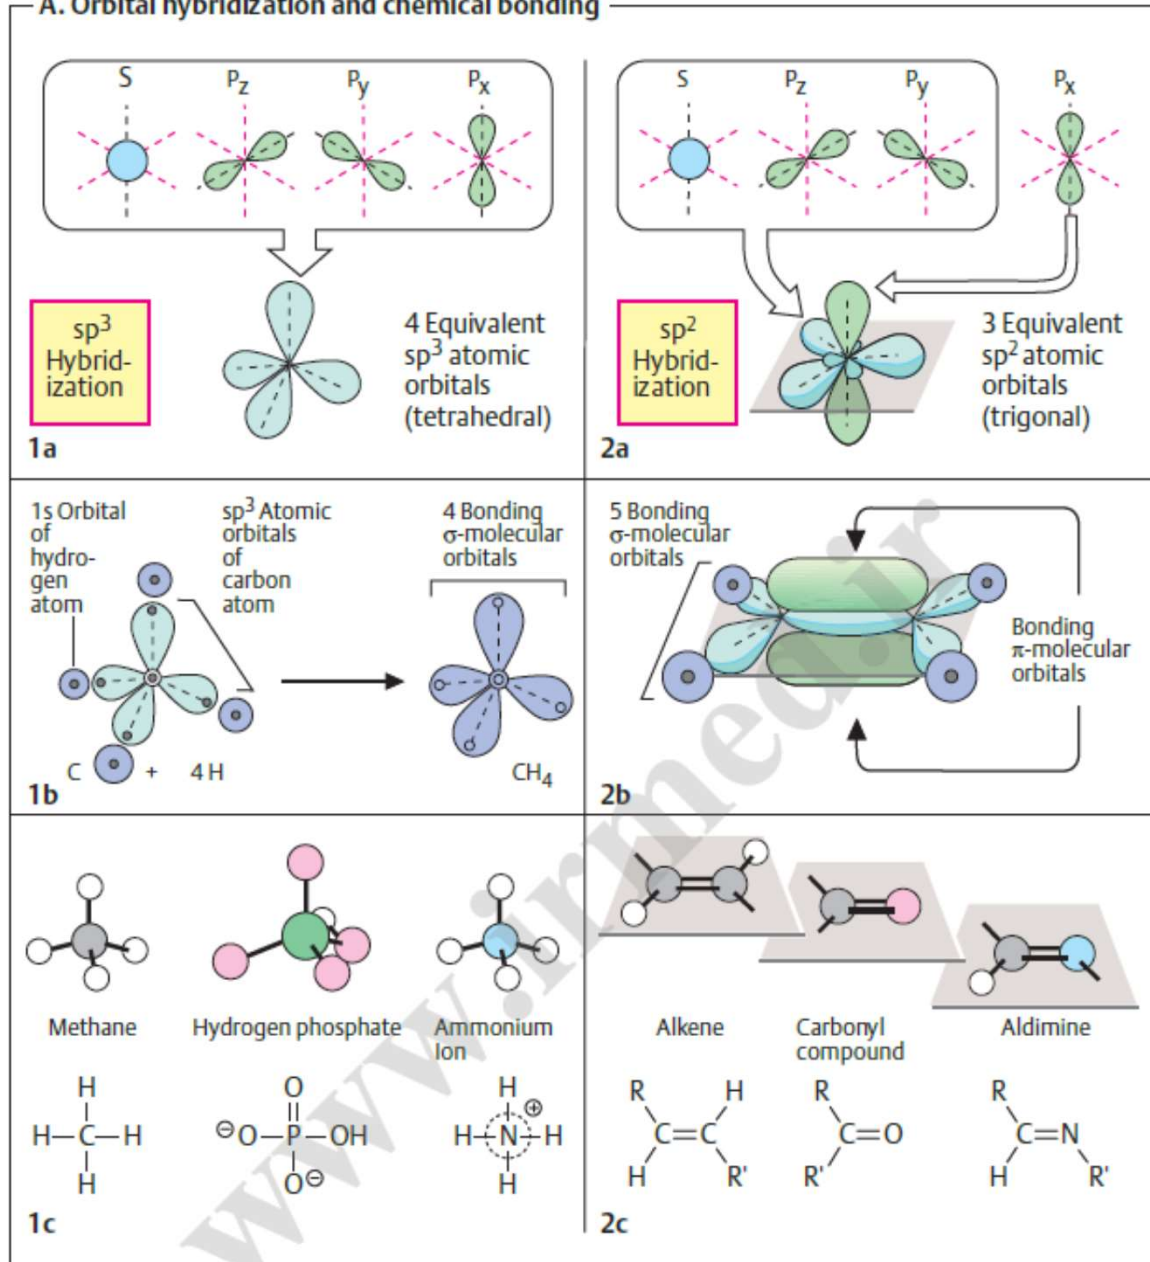 A. Orbital hybridization and chemical bonding
S
Pz
Py
Px
sp3
Hybrid-
ization
4 Equivalent
sp3 atomic
orbitals
(tetrahedral)
1a
S
Pz
Py
Px
sp2
Hybrid-
ization
3 Equivalent
sp2 atomic
orbitals
(trigonal)
2a
1s Orbital
of
hydro-
gen
atom
sp3 Atomic
orbitals
of
carbon
atom
4 Bonding
σ-molecular
orbitals
C + 4 H
CH4
1b
5 Bonding
σ-molecular
orbitals
Bonding
π-molecular
orbitals
2b
Methane
Hydrogen phosphate
Ammonium
Ion
H
H–C–H
H
O
⊖O–P–OH
O⊖
H
⊕
H–N–H
H
1c
Alkene
Carbonyl
compound
Aldimine
R H
C=C
H R'
R
C=O
R'
R
C=N
H R'
2c
www.irmed.ir